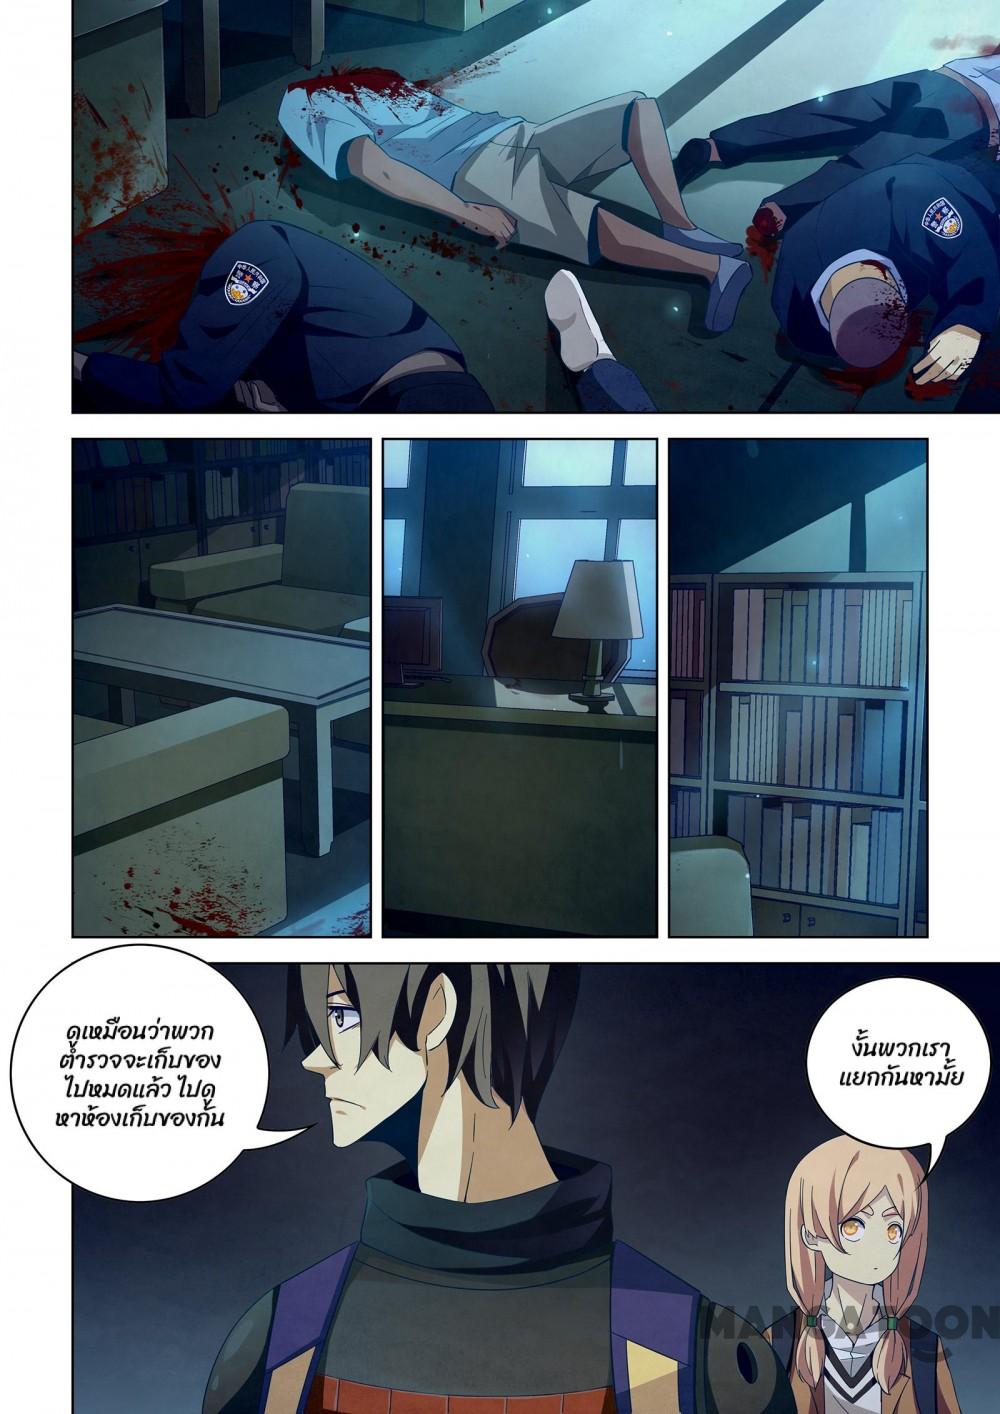 ดูเหมือนว่าพวก
ตำรวจจะเก็บของ
ไปหมดแล้ว ไปดู
หาห้องเก็บของกัน
งั้นพวกเรา
แยกกันหามั้ย
MANGATOON